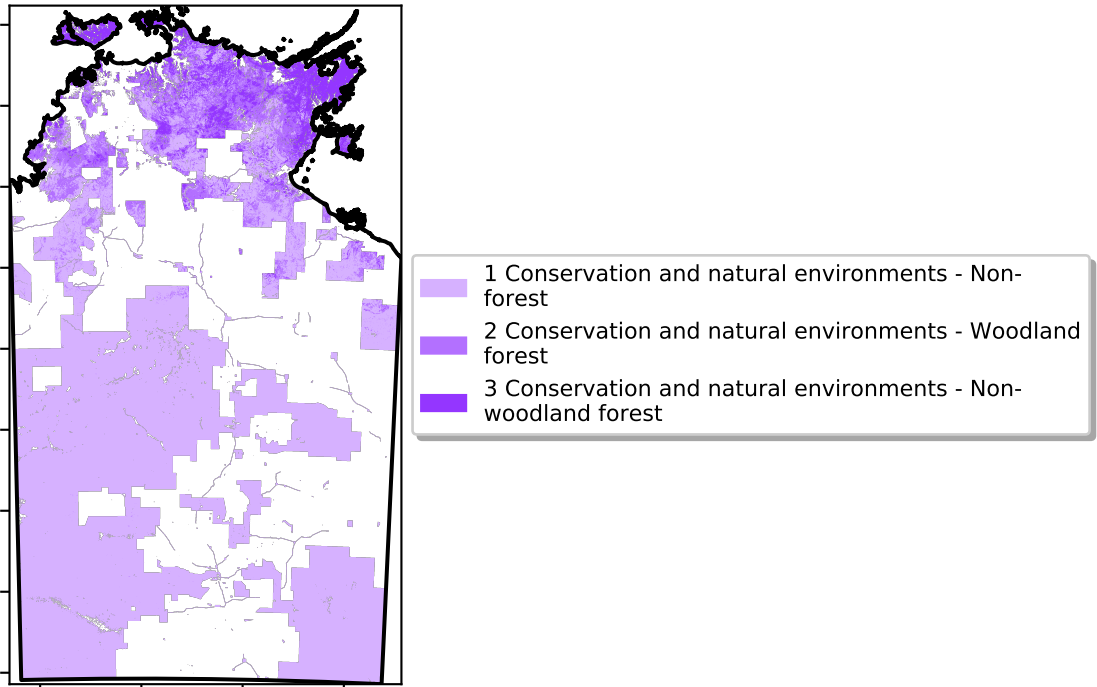 1 Conservation and natural environments - Non-
forest
2 Conservation and natural environments - Woodland
forest
3 Conservation and natural environments - Non-
woodland forest